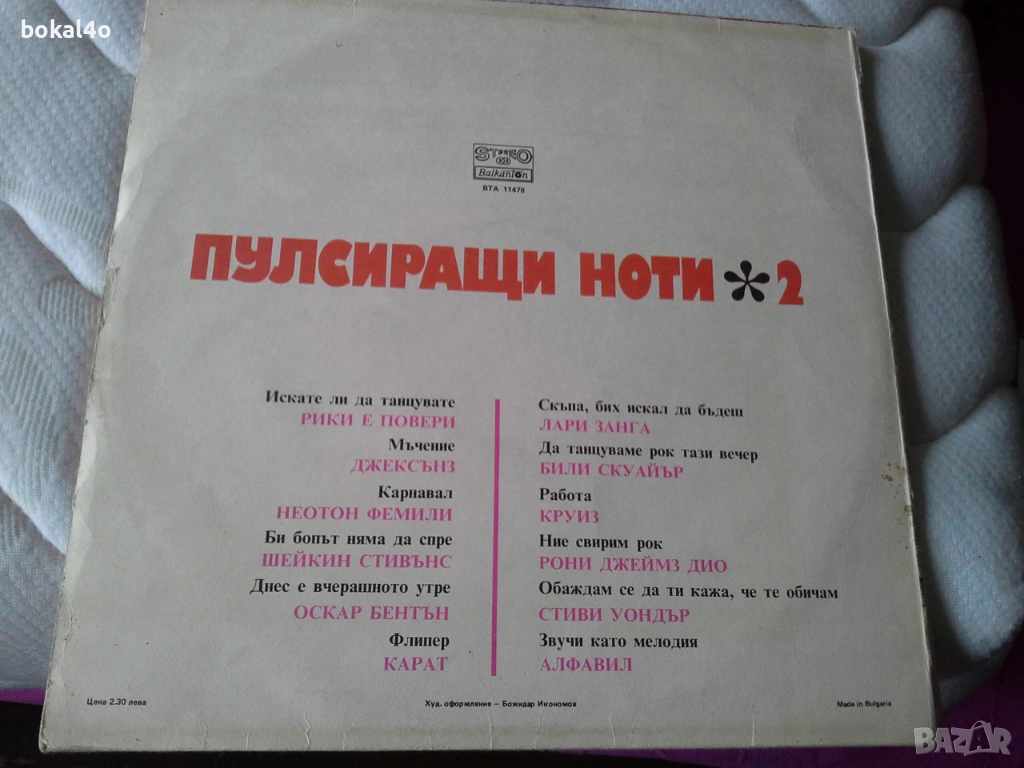 bokal4o
STEREO
Balkanton
ВТА 11478
ПУЛСИРАЩИ НОТИ * 2
Искате ли да танцувате
РИКИ Е ПОВЕРИ
Мъчение
ДЖЕКСЪНЗ
Карнавал
НЕОТОН ФЕМИЛИ
Би бопът няма да спре
ШЕЙКИН СТИВЪНС
Днес е вчерашното утре
ОСКАР БЕНТЪН
Флипер
КАРАТ
Скъпа, бих искал да бъдеш
ЛАРИ ЗАНГА
Да танцуваме рок тази вечер
БИЛИ СКУАЙЪР
Работа
КРУИЗ
Ние свирим рок
РОНИ ДЖЕЙМЗ ДИО
Обаждам се да ти кажа, че те обичам
СТИВИ УОНДЪР
Звучи като мелодия
АЛФАВИЛ
Цена 2.30 лева
Худ. оформление – Божидар Икономов
Made in Bulgaria
BAZAR